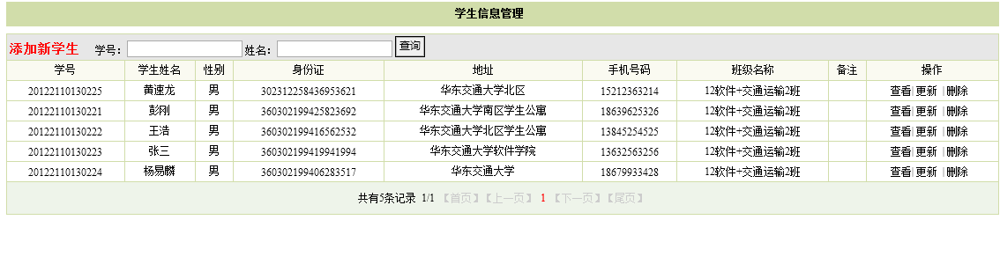 学生信息管理
添加新学生 学号: 姓名: 查询
学号 学生姓名 性别 身份证 地址 手机号码 班级名称 备注 操作
20122110130225 黄速龙 男 302312258436953621 华东交通大学北区 15212363214 12软件+交通运输2班 查看| 更新 | 删除
20122110130221 彭刚 男 360302199425823692 华东交通大学南区学生公寓 18639625326 12软件+交通运输2班 查看| 更新 | 删除
20122110130222 王浩 男 360302199416562532 华东交通大学北区学生公寓 13845254525 12软件+交通运输2班 查看| 更新 | 删除
20122110130223 张三 男 360302199419941994 华东交通大学软件学院 13632563256 12软件+交通运输2班 查看| 更新 | 删除
20122110130224 杨易麟 男 360302199406283517 华东交通大学 18679933428 12软件+交通运输2班 查看| 更新 | 删除
共有5条记录 1/1 【首页】【上一页】 1 【下一页】【尾页】